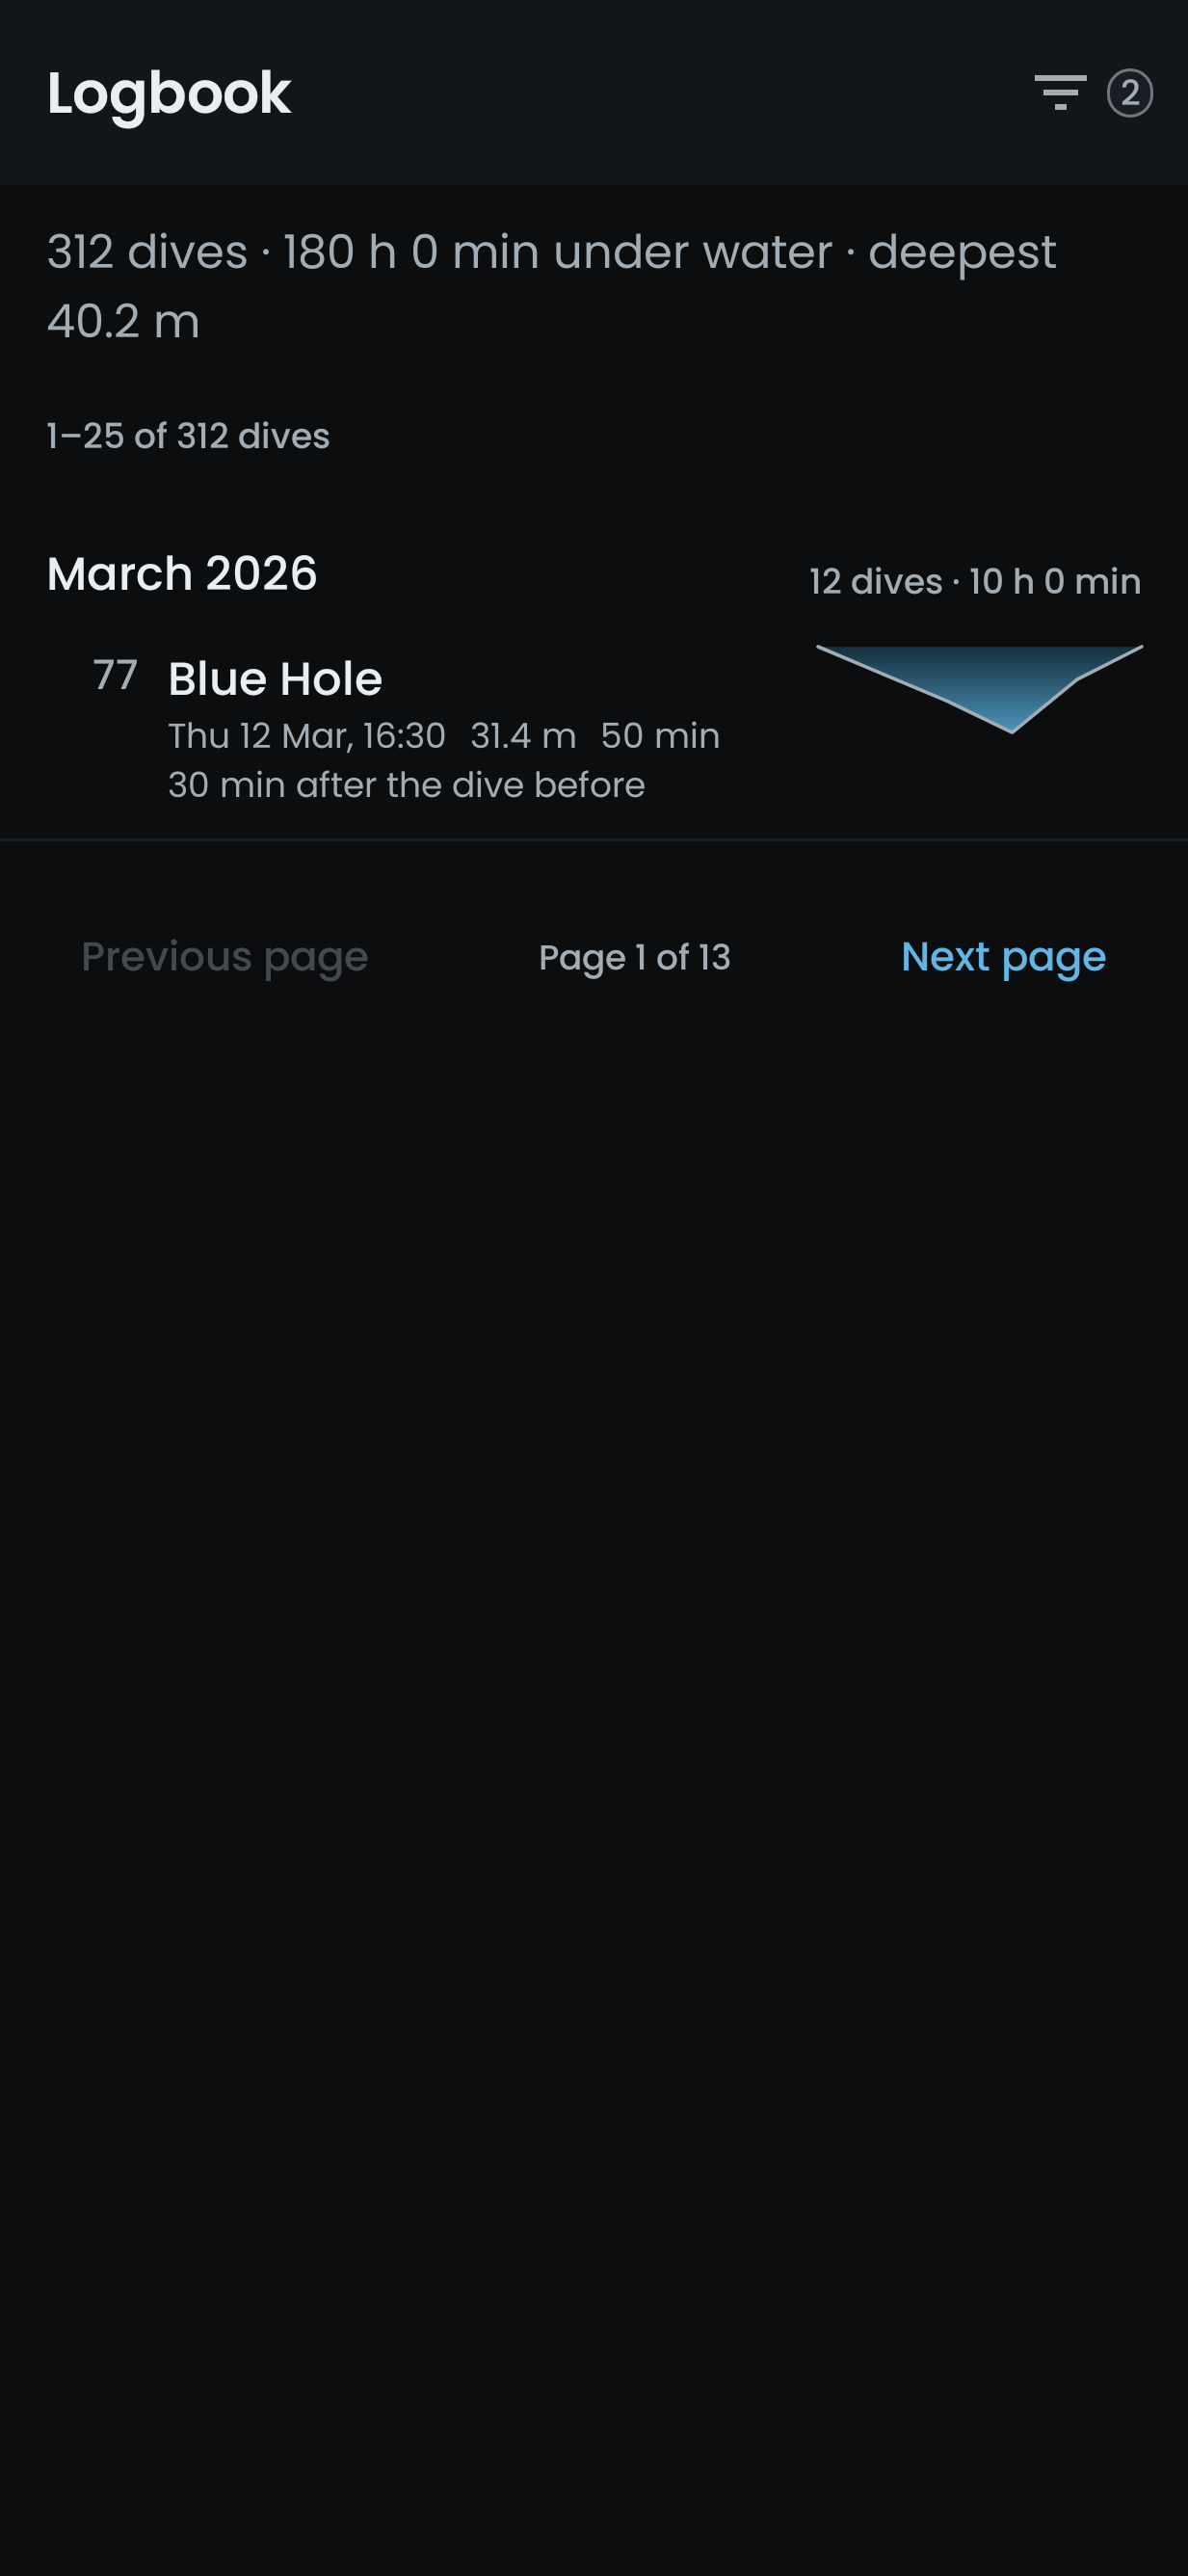 Logbook
2
312 dives · 180 h 0 min under water · deepest
40.2 m
1–25 of 312 dives
March 2026
12 dives · 10 h 0 min
77
Blue Hole
Thu 12 Mar, 16:30 31.4 m 50 min
30 min after the dive before
Previous page
Page 1 of 13
Next page